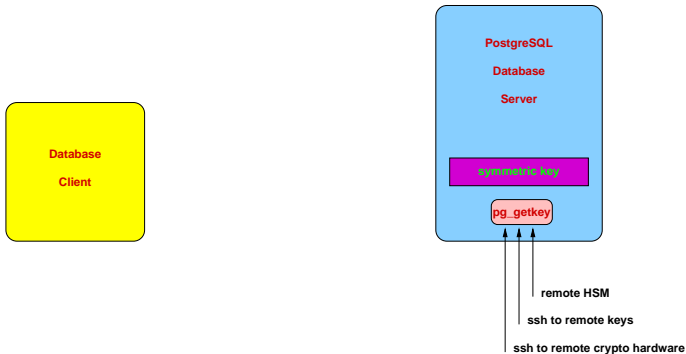 PostgreSQL
Database
Server
Database
Client
symmetric key
pg_getkey
remote HSM
ssh to remote keys
ssh to remote crypto hardware